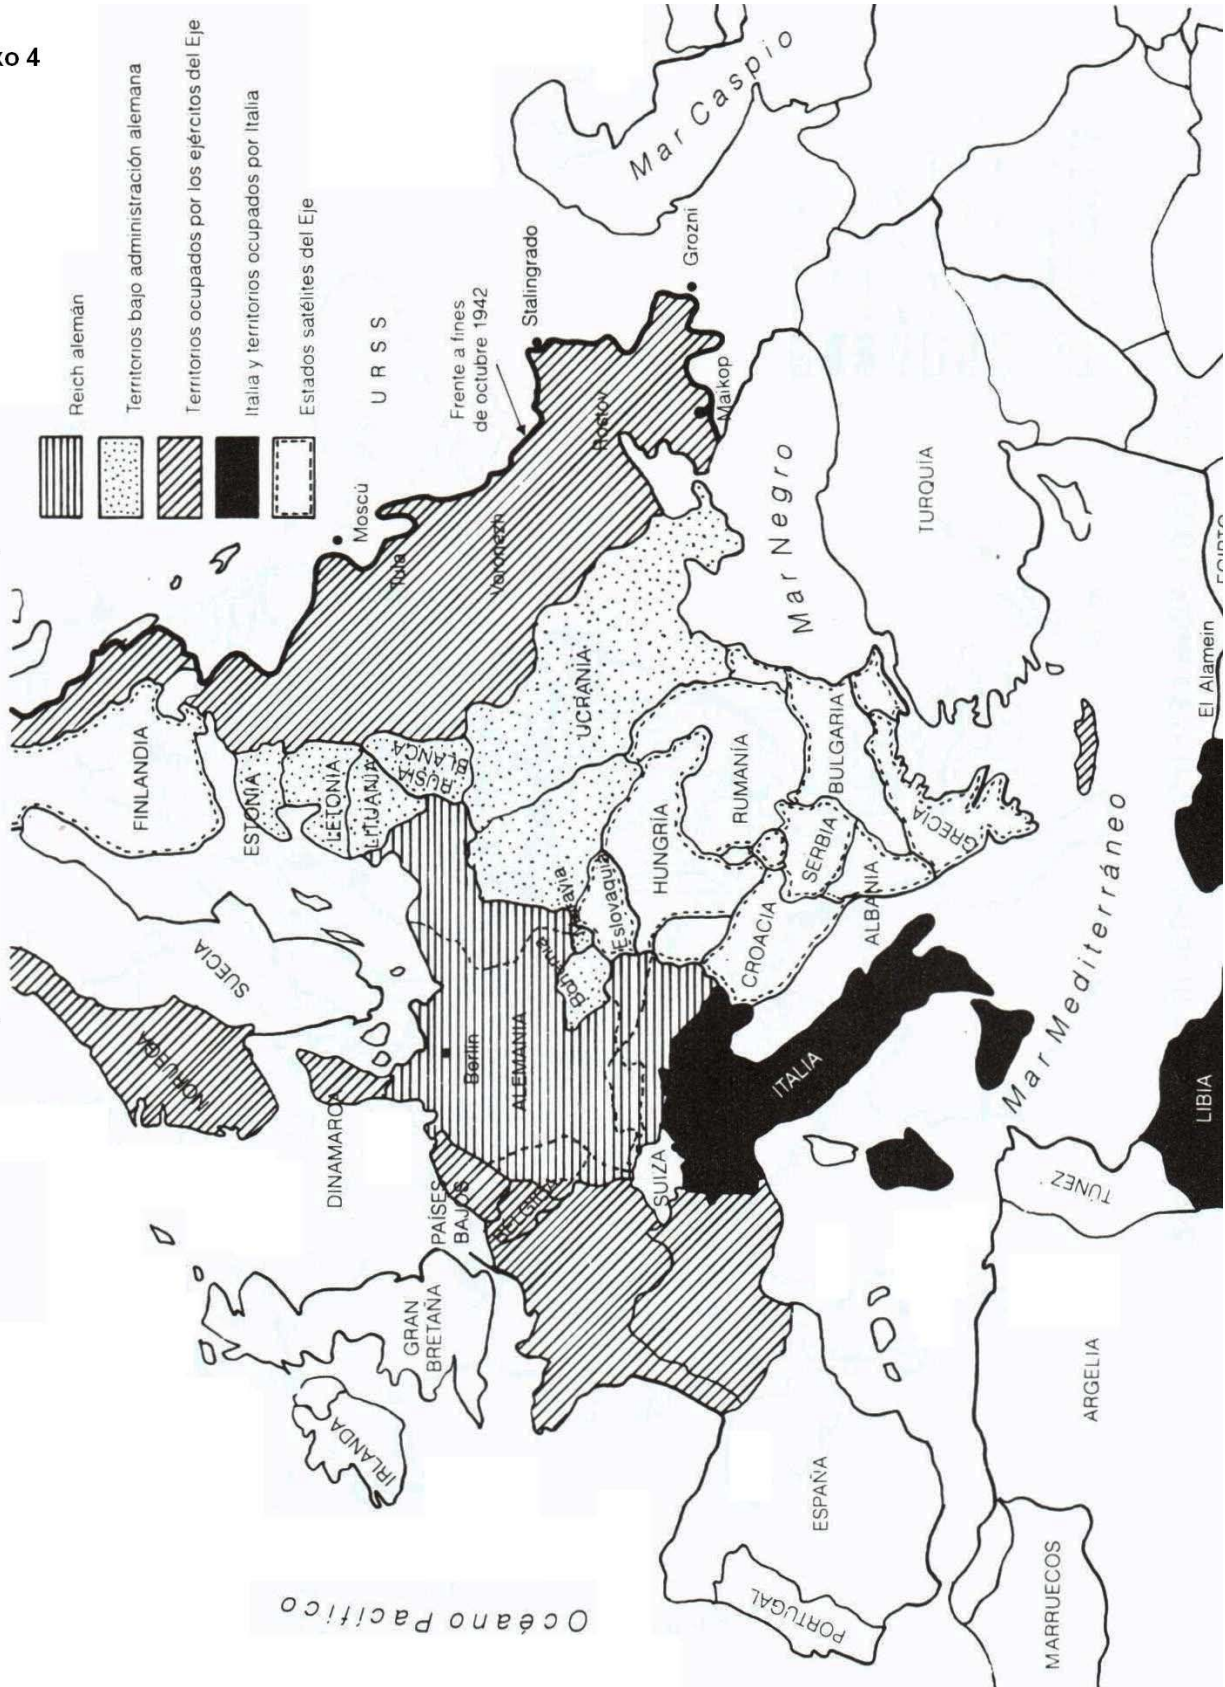 xo 4
Reich alemán
Territorios bajo administración alemana
Territorios ocupados por los ejércitos del Eje
Italia y territorios ocupados por Italia
Estados satélites del Eje
U R S S
Frente a fines
de octubre 1942
Stalingrado
Grozni
Maikop
Rostov
Moscú
Tula
Voronezh
Mar Caspio
Mar Negro
TURQUÍA
FINLANDIA
ESTONIA
LETONIA
LITUANIA
RUSIA
BLANCA
UCRANIA
SUECIA
NORUEGA
DINAMARCA
Berlín
ALEMANIA
Bohemia
Moravia
Eslovaquia
HUNGRÍA
RUMANÍA
BULGARIA
SERBIA
CROACIA
ALBANIA
GRECIA
PAÍSES
BAJOS
BÉLGICA
SUIZA
ITALIA
GRAN
BRETAÑA
IRLANDA
Océano Pacífico
ESPAÑA
PORTUGAL
MARRUECOS
ARGELIA
TÚNEZ
LIBIA
Mar Mediterráneo
El Alamein
EGIPTO